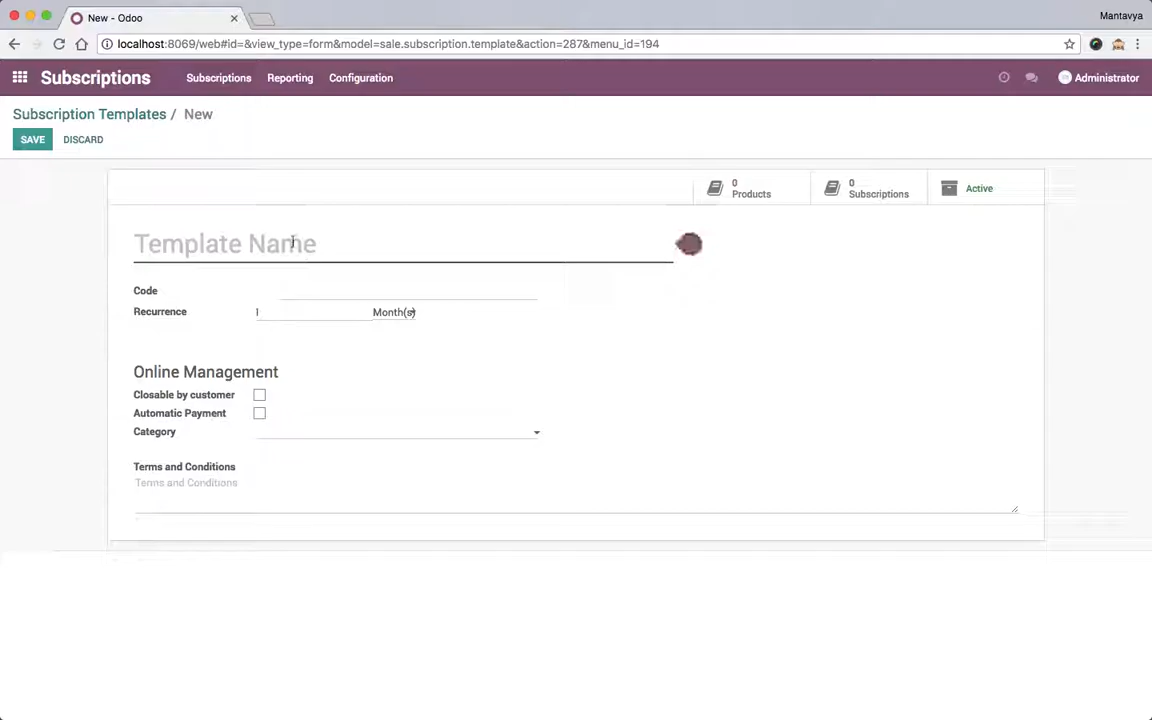 New - Odoo
Mantavya
localhost:8069/web#id=&view_type=form&model=sale.subscription.template&action=287&menu_id=194
Subscriptions Subscriptions Reporting Configuration Administrator
Subscription Templates / New
SAVE DISCARD
0 Products
0 Subscriptions
Active
Template Name
Code
Recurrence 1 Month(s)
Online Management
Closable by customer
Automatic Payment
Category
Terms and Conditions
Terms and Conditions